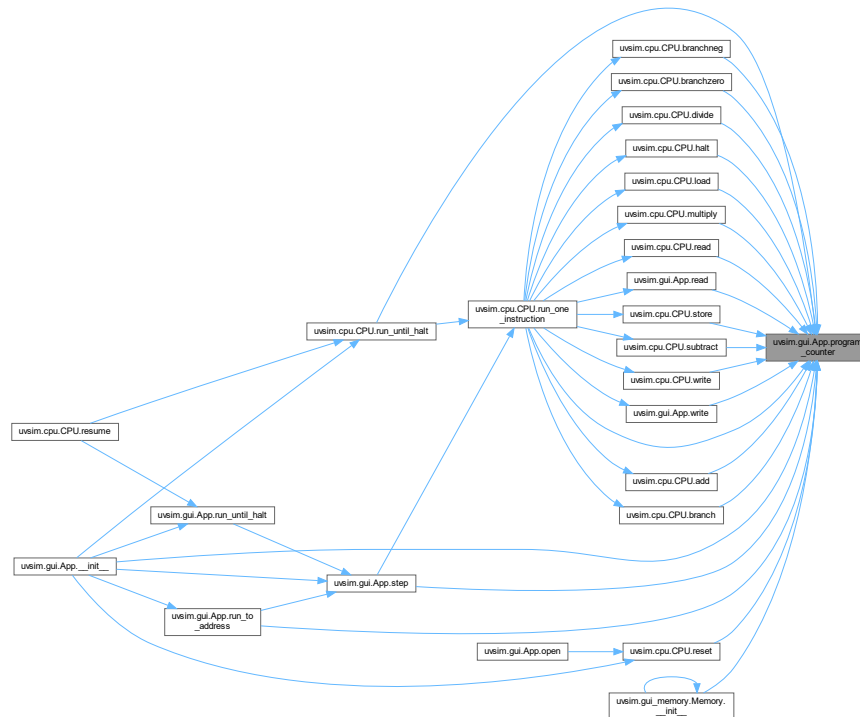 uvsim.cpu.CPU.branchneg
uvsim.cpu.CPU.branchzero
uvsim.cpu.CPU.divide
uvsim.cpu.CPU.halt
uvsim.cpu.CPU.load
uvsim.cpu.CPU.multiply
uvsim.cpu.CPU.read
uvsim.gui.App.read
uvsim.cpu.CPU.run_one
_instruction
uvsim.cpu.CPU.store
uvsim.cpu.CPU.run_until_halt
uvsim.gui.App.program
_counter
uvsim.cpu.CPU.subtract
uvsim.cpu.CPU.write
uvsim.gui.App.write
uvsim.cpu.CPU.resume
uvsim.cpu.CPU.add
uvsim.gui.App.run_until_halt
uvsim.cpu.CPU.branch
uvsim.gui.App.__init__
uvsim.gui.App.step
uvsim.gui.App.run_to
_address
uvsim.gui.App.open
uvsim.cpu.CPU.reset
uvsim.gui_memory.Memory.
__init__